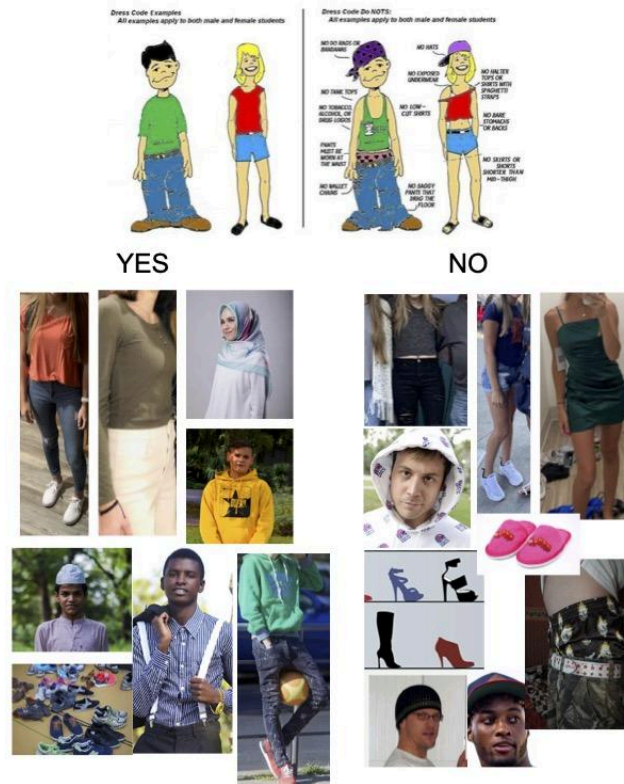 Dress Code Examples
All examples apply to both male and female students
Dress Code Do NOTS:
All examples apply to both male and female students
NO DO RAGS OR
BANDANAS
NO TANK TOPS
NO TOBACCO,
ALCOHOL, OR
DRUG LOGOS
PANTS
MUST BE
WORN AT
THE WAIST
NO WALLET
CHAINS
NO HATS
NO EXPOSED
UNDERWEAR
NO LOW-
CUT SHIRTS
NO BAGGY
PANTS THAT
DRAG THE
FLOOR
NO HALTER
TOPS OR
SHIRTS WITH
SPAGHETTI
STRAPS
NO BARE
STOMACHS
OR BACKS
NO SKIRTS OR
SHORTS
SHORTER THAN
MID-THIGH
YES
NO